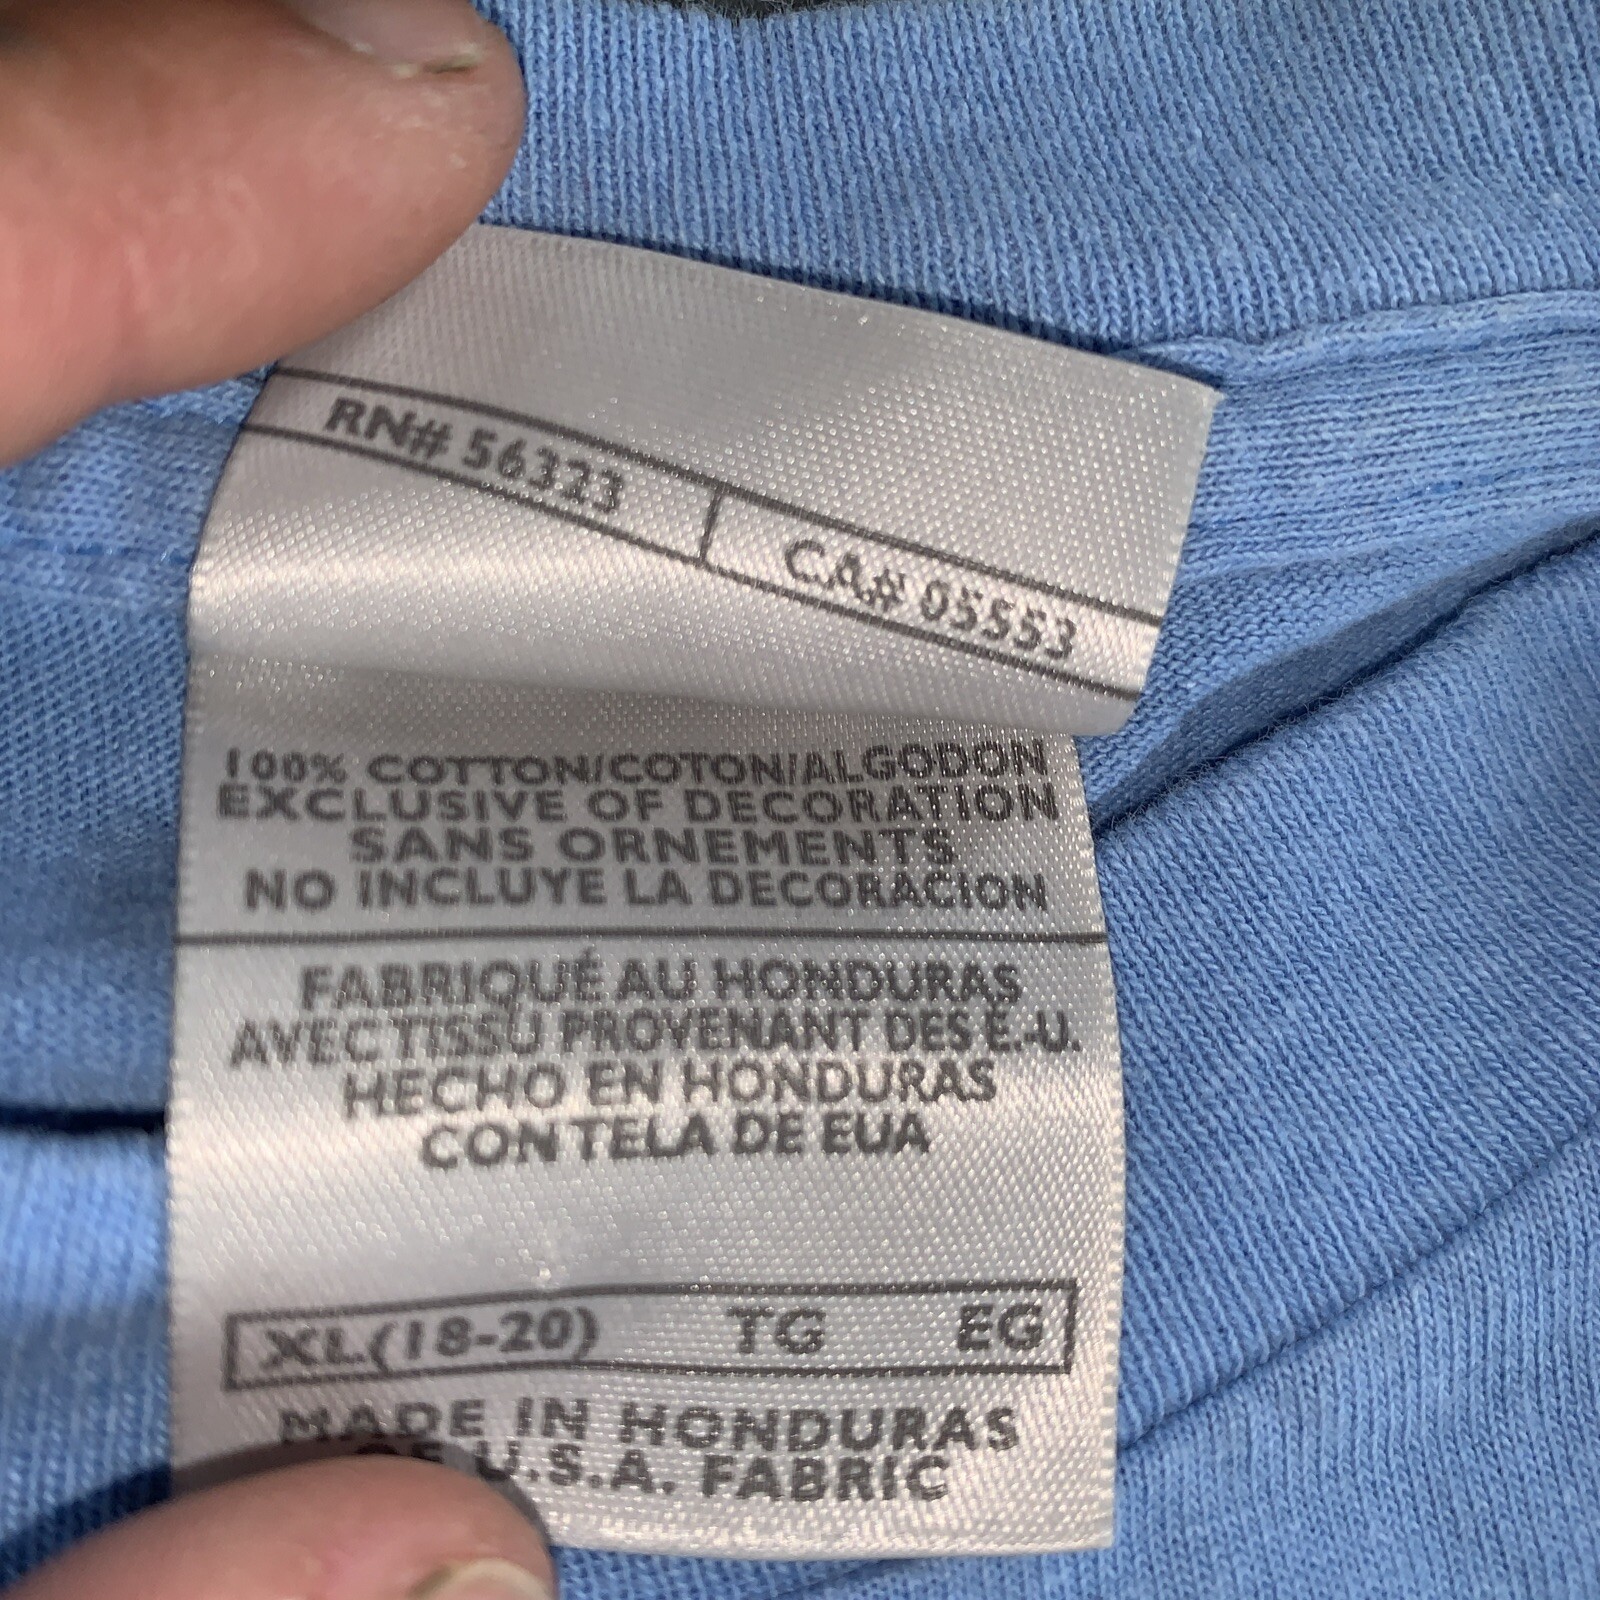 RN# 56323 CA# 05553
100% COTTON/COTON/ALGODON
EXCLUSIVE OF DECORATION
SANS ORNEMENTS
NO INCLUYE LA DECORACION
FABRIQUÉ AU HONDURAS
AVEC TISSU PROVENANT DES É.-U.
HECHO EN HONDURAS
CON TELA DE EUA
XL (18-20) TG EG
MADE IN HONDURAS
OF U.S.A. FABRIC